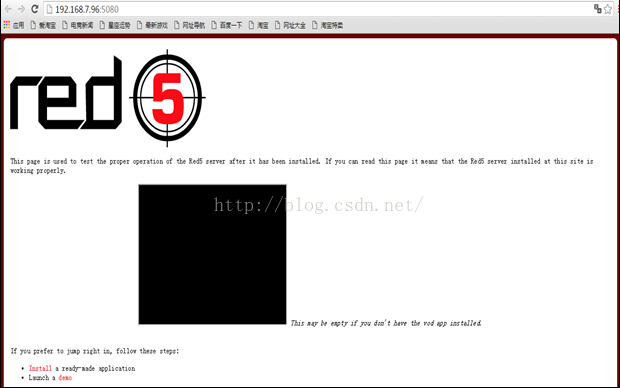 192.168.7.96:5080
应用 爱淘宝 电竞新闻 星座运势 最新游戏 网址导航 百度一下 淘宝 网址大全 淘宝特卖
red 5
This page is used to test the proper operation of the Red5 server after it has been installed. If you can read this page it means that the Red5 server installed at this site is
working properly.
http://blog.csdn.net/
This may be empty if you don't have the vod app installed.
If you prefer to jump right in, follow these steps:
Install a ready-made application
Launch a demo